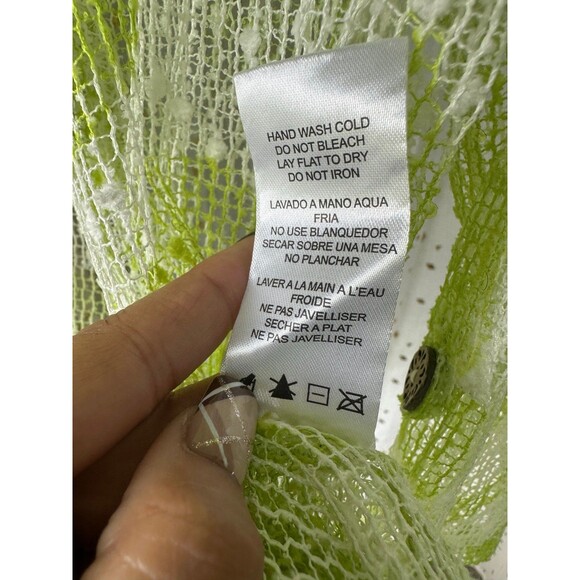 HAND WASH COLD
DO NOT BLEACH
LAY FLAT TO DRY
DO NOT IRON
LAVADO A MANO AQUA
FRIA
NO USE BLANQUEDOR
SECAR SOBRE UNA MESA
NO PLANCHAR
LAVER A LA MAIN A L'EAU
FROIDE
NE PAS JAVELLISER
SECHER A PLAT
NE PAS JAVELLISER